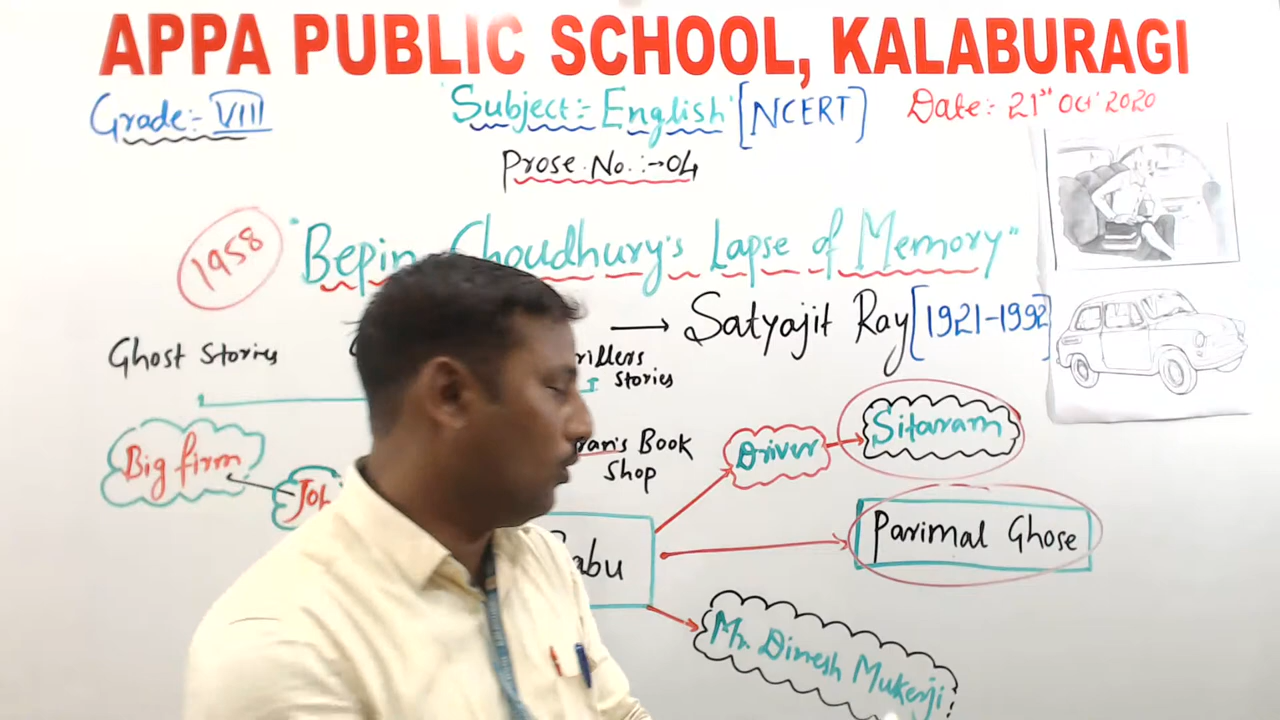 APPA PUBLIC SCHOOL, KALABURAGI
Grade:- VIII
Subject:- English [NCERT]
Date:- 21st Oct' 2020
Prose No.:-04
1958
"Bepin Choudhury's Lapse of Memory"
→ Satyajit Ray [1921-1992]
Ghost Stories
Stories
Big firm
Book
Shop
Driver
Sitaram
Parimal Ghose
Mr. Dinesh Mukerji